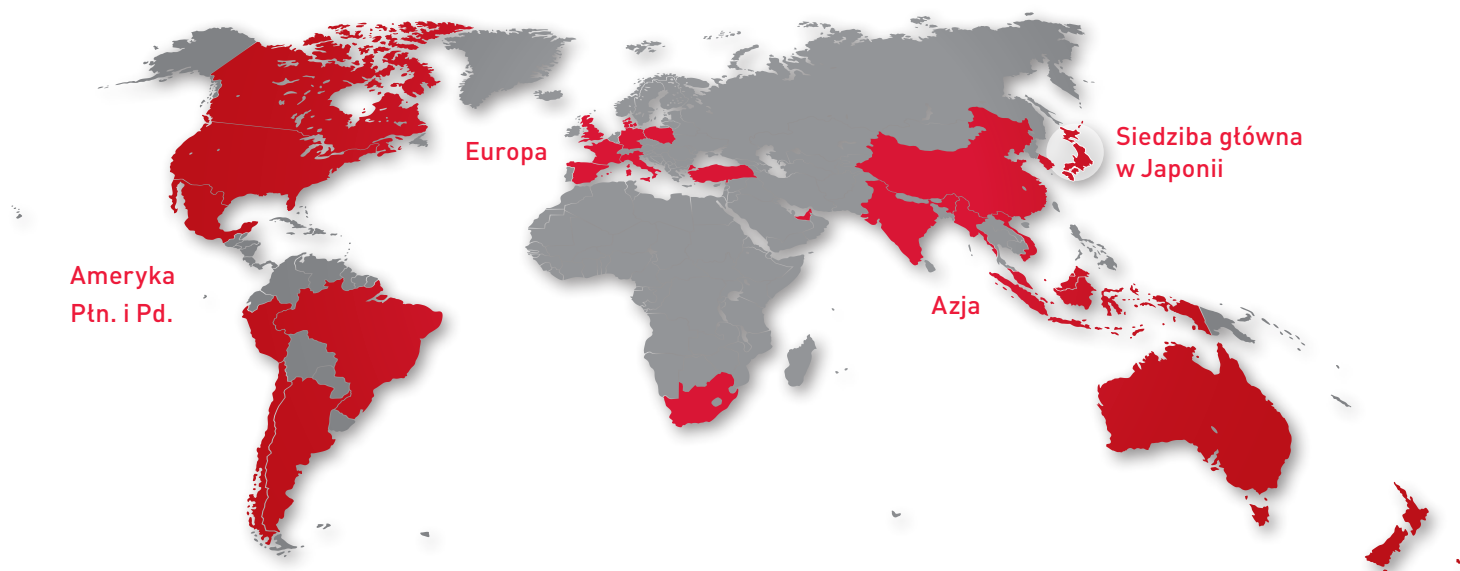 Europa
Siedziba główna
w Japonii
Ameryka
Płn. i Pd.
Azja